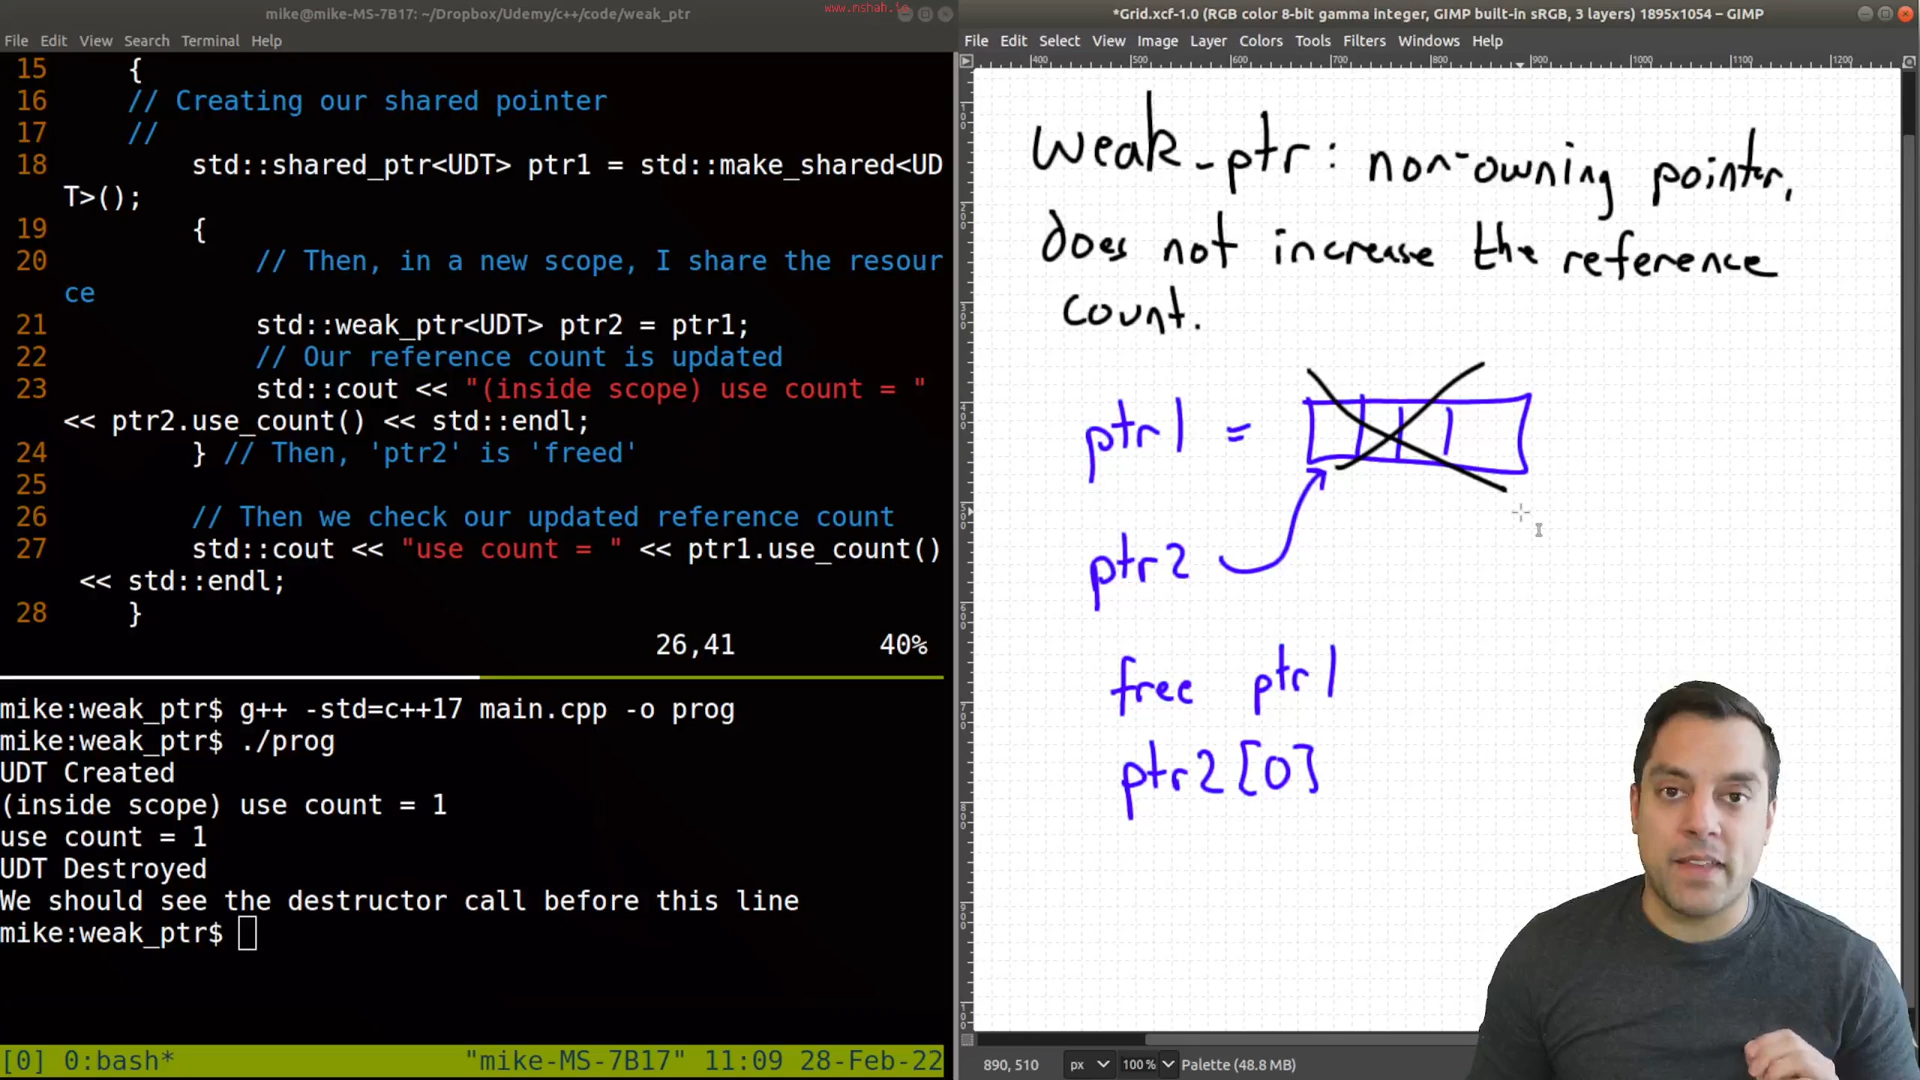 mike@mike-MS-7B17: ~/Dropbox/Udemy/c++/code/weak_ptr
File Edit View Search Terminal Help
15 {
16 // Creating our shared pointer
17 //
18 std::shared_ptr<UDT> ptr1 = std::make_shared<UD
T>();
19 {
20 // Then, in a new scope, I share the resour
ce
21 std::weak_ptr<UDT> ptr2 = ptr1;
22 // Our reference count is updated
23 std::cout << "(inside scope) use count = "
<< ptr2.use_count() << std::endl;
24 } // Then, 'ptr2' is 'freed'
25
26 // Then we check our updated reference count
27 std::cout << "use count = " << ptr1.use_count()
<< std::endl;
28 }
26,41 40%
mike:weak_ptr$ g++ -std=c++17 main.cpp -o prog
mike:weak_ptr$ ./prog
UDT Created
(inside scope) use count = 1
use count = 1
UDT Destroyed
We should see the destructor call before this line
mike:weak_ptr$
[0] 0:bash* "mike-MS-7B17" 11:09 28-Feb-22
*Grid.xcf-1.0 (RGB color 8-bit gamma integer, GIMP built-in sRGB, 3 layers) 1895x1054 – GIMP
File Edit Select View Image Layer Colors Tools Filters Windows Help
400 500 600 700 800 900 1000 1100 1200
weak_ptr: non-owning pointer,
does not increase the reference
count.
ptr1 =
ptr2
free ptr1
ptr2[0]
890, 510 px 100% Palette (48.8 MB)